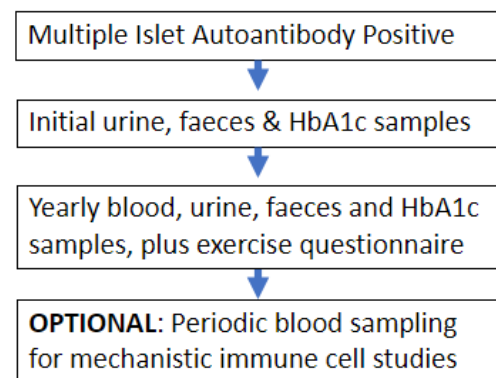 Multiple Islet Autoantibody Positive
Initial urine, faeces & HbA1c samples
Yearly blood, urine, faeces and HbA1c
samples, plus exercise questionnaire
OPTIONAL: Periodic blood sampling
for mechanistic immune cell studies